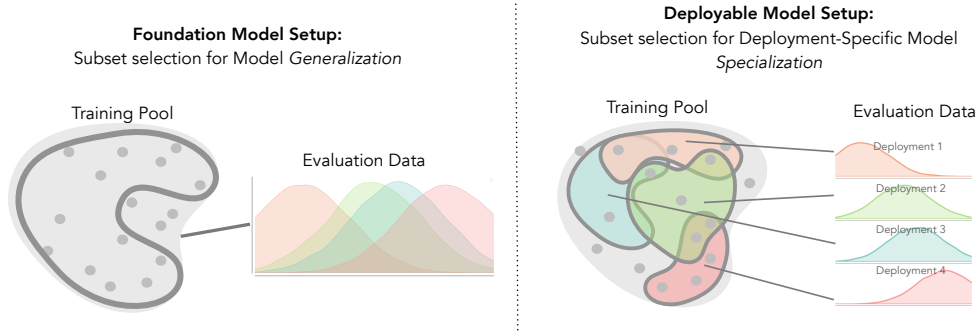 Foundation Model Setup:
Subset selection for Model Generalization
Training Pool
Evaluation Data
Deployable Model Setup:
Subset selection for Deployment-Specific Model
Specialization
Training Pool
Evaluation Data
Deployment 1
Deployment 2
Deployment 3
Deployment 4